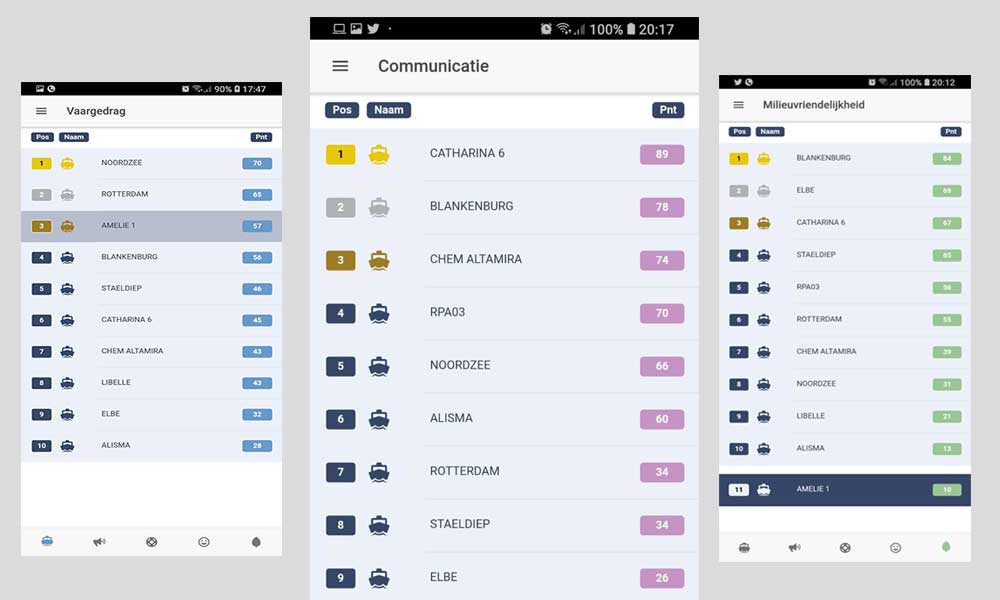 90% 17:47
Vaargedrag
Pos Naam Pnt
1 NOORDZEE 70
2 ROTTERDAM 65
3 AMELIE 1 57
4 BLANKENBURG 56
5 STAELDIEP 46
6 CATHARINA 6 45
7 CHEM ALTAMIRA 43
8 LIBELLE 43
9 ELBE 32
10 ALISMA 28
100% 20:17
Communicatie
Pos Naam Pnt
1 CATHARINA 6 89
2 BLANKENBURG 78
3 CHEM ALTAMIRA 74
4 RPA03 70
5 NOORDZEE 66
6 ALISMA 60
7 ROTTERDAM 34
8 STAELDIEP 34
9 ELBE 26
100% 20:12
Milieuvriendelijkheid
Pos Naam Pnt
1 BLANKENBURG 84
2 ELBE 69
3 CATHARINA 6 67
4 STAELDIEP 65
5 RPA03 56
6 ROTTERDAM 55
7 CHEM ALTAMIRA 39
8 NOORDZEE 31
9 LIBELLE 21
10 ALISMA 13
11 AMELIE 1 10